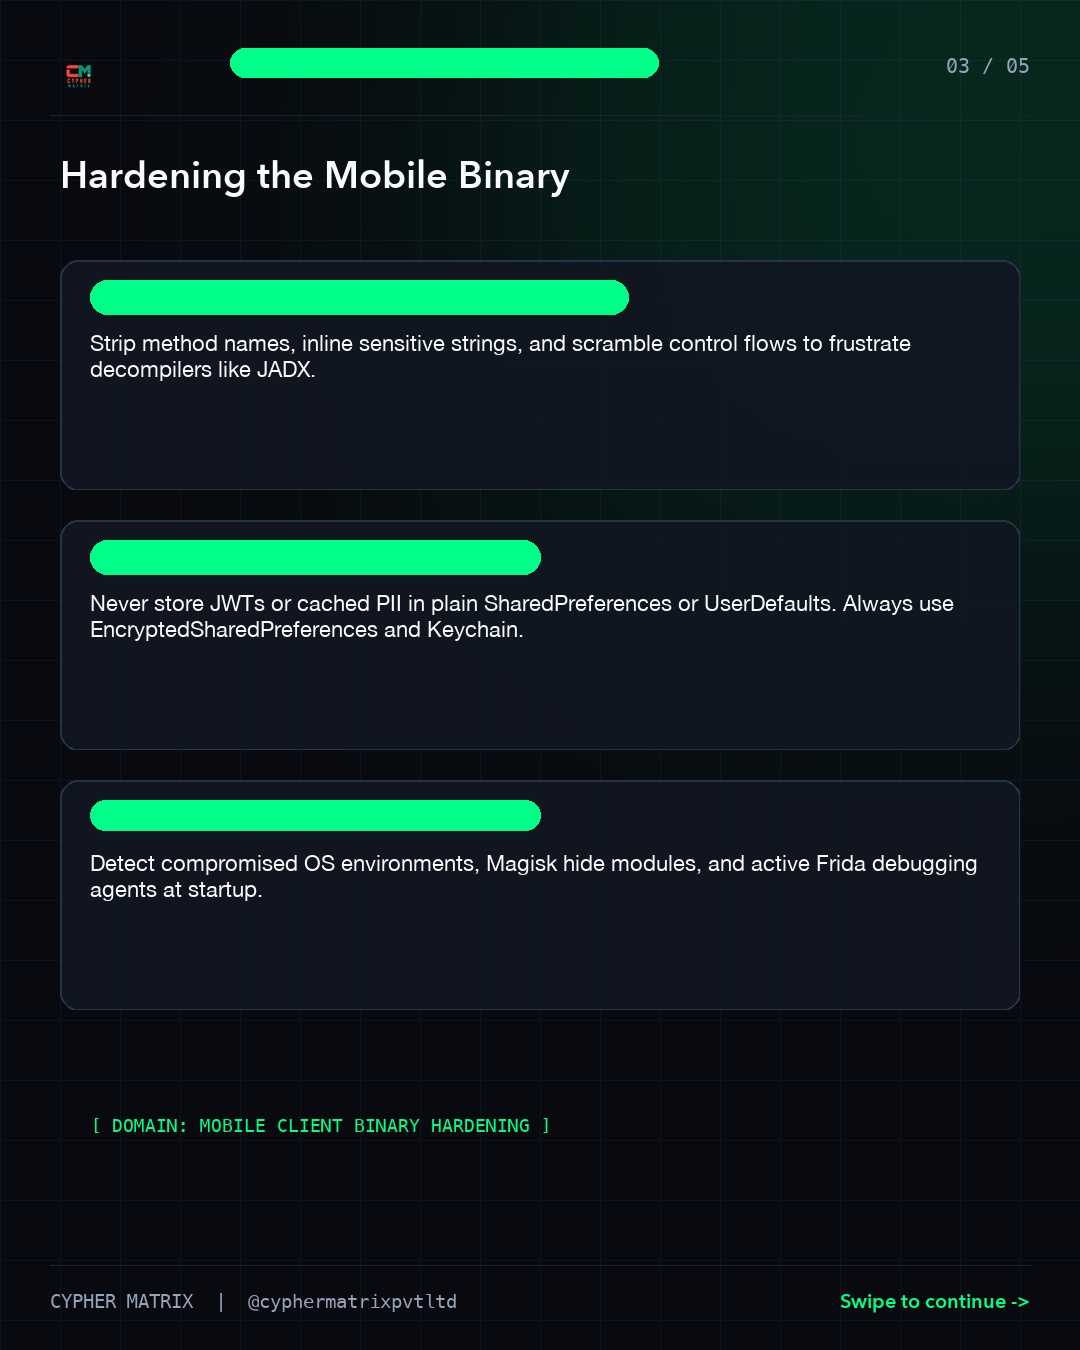 CM
CYPHER
MATRIX
03 / 05
Hardening the Mobile Binary
Strip method names, inline sensitive strings, and scramble control flows to frustrate
decompilers like JADX.
Never store JWTs or cached PII in plain SharedPreferences or UserDefaults. Always use
EncryptedSharedPreferences and Keychain.
Detect compromised OS environments, Magisk hide modules, and active Frida debugging
agents at startup.
[ DOMAIN: MOBILE CLIENT BINARY HARDENING ]
CYPHER MATRIX | @cyphermatrixpvtltd
Swipe to continue ->